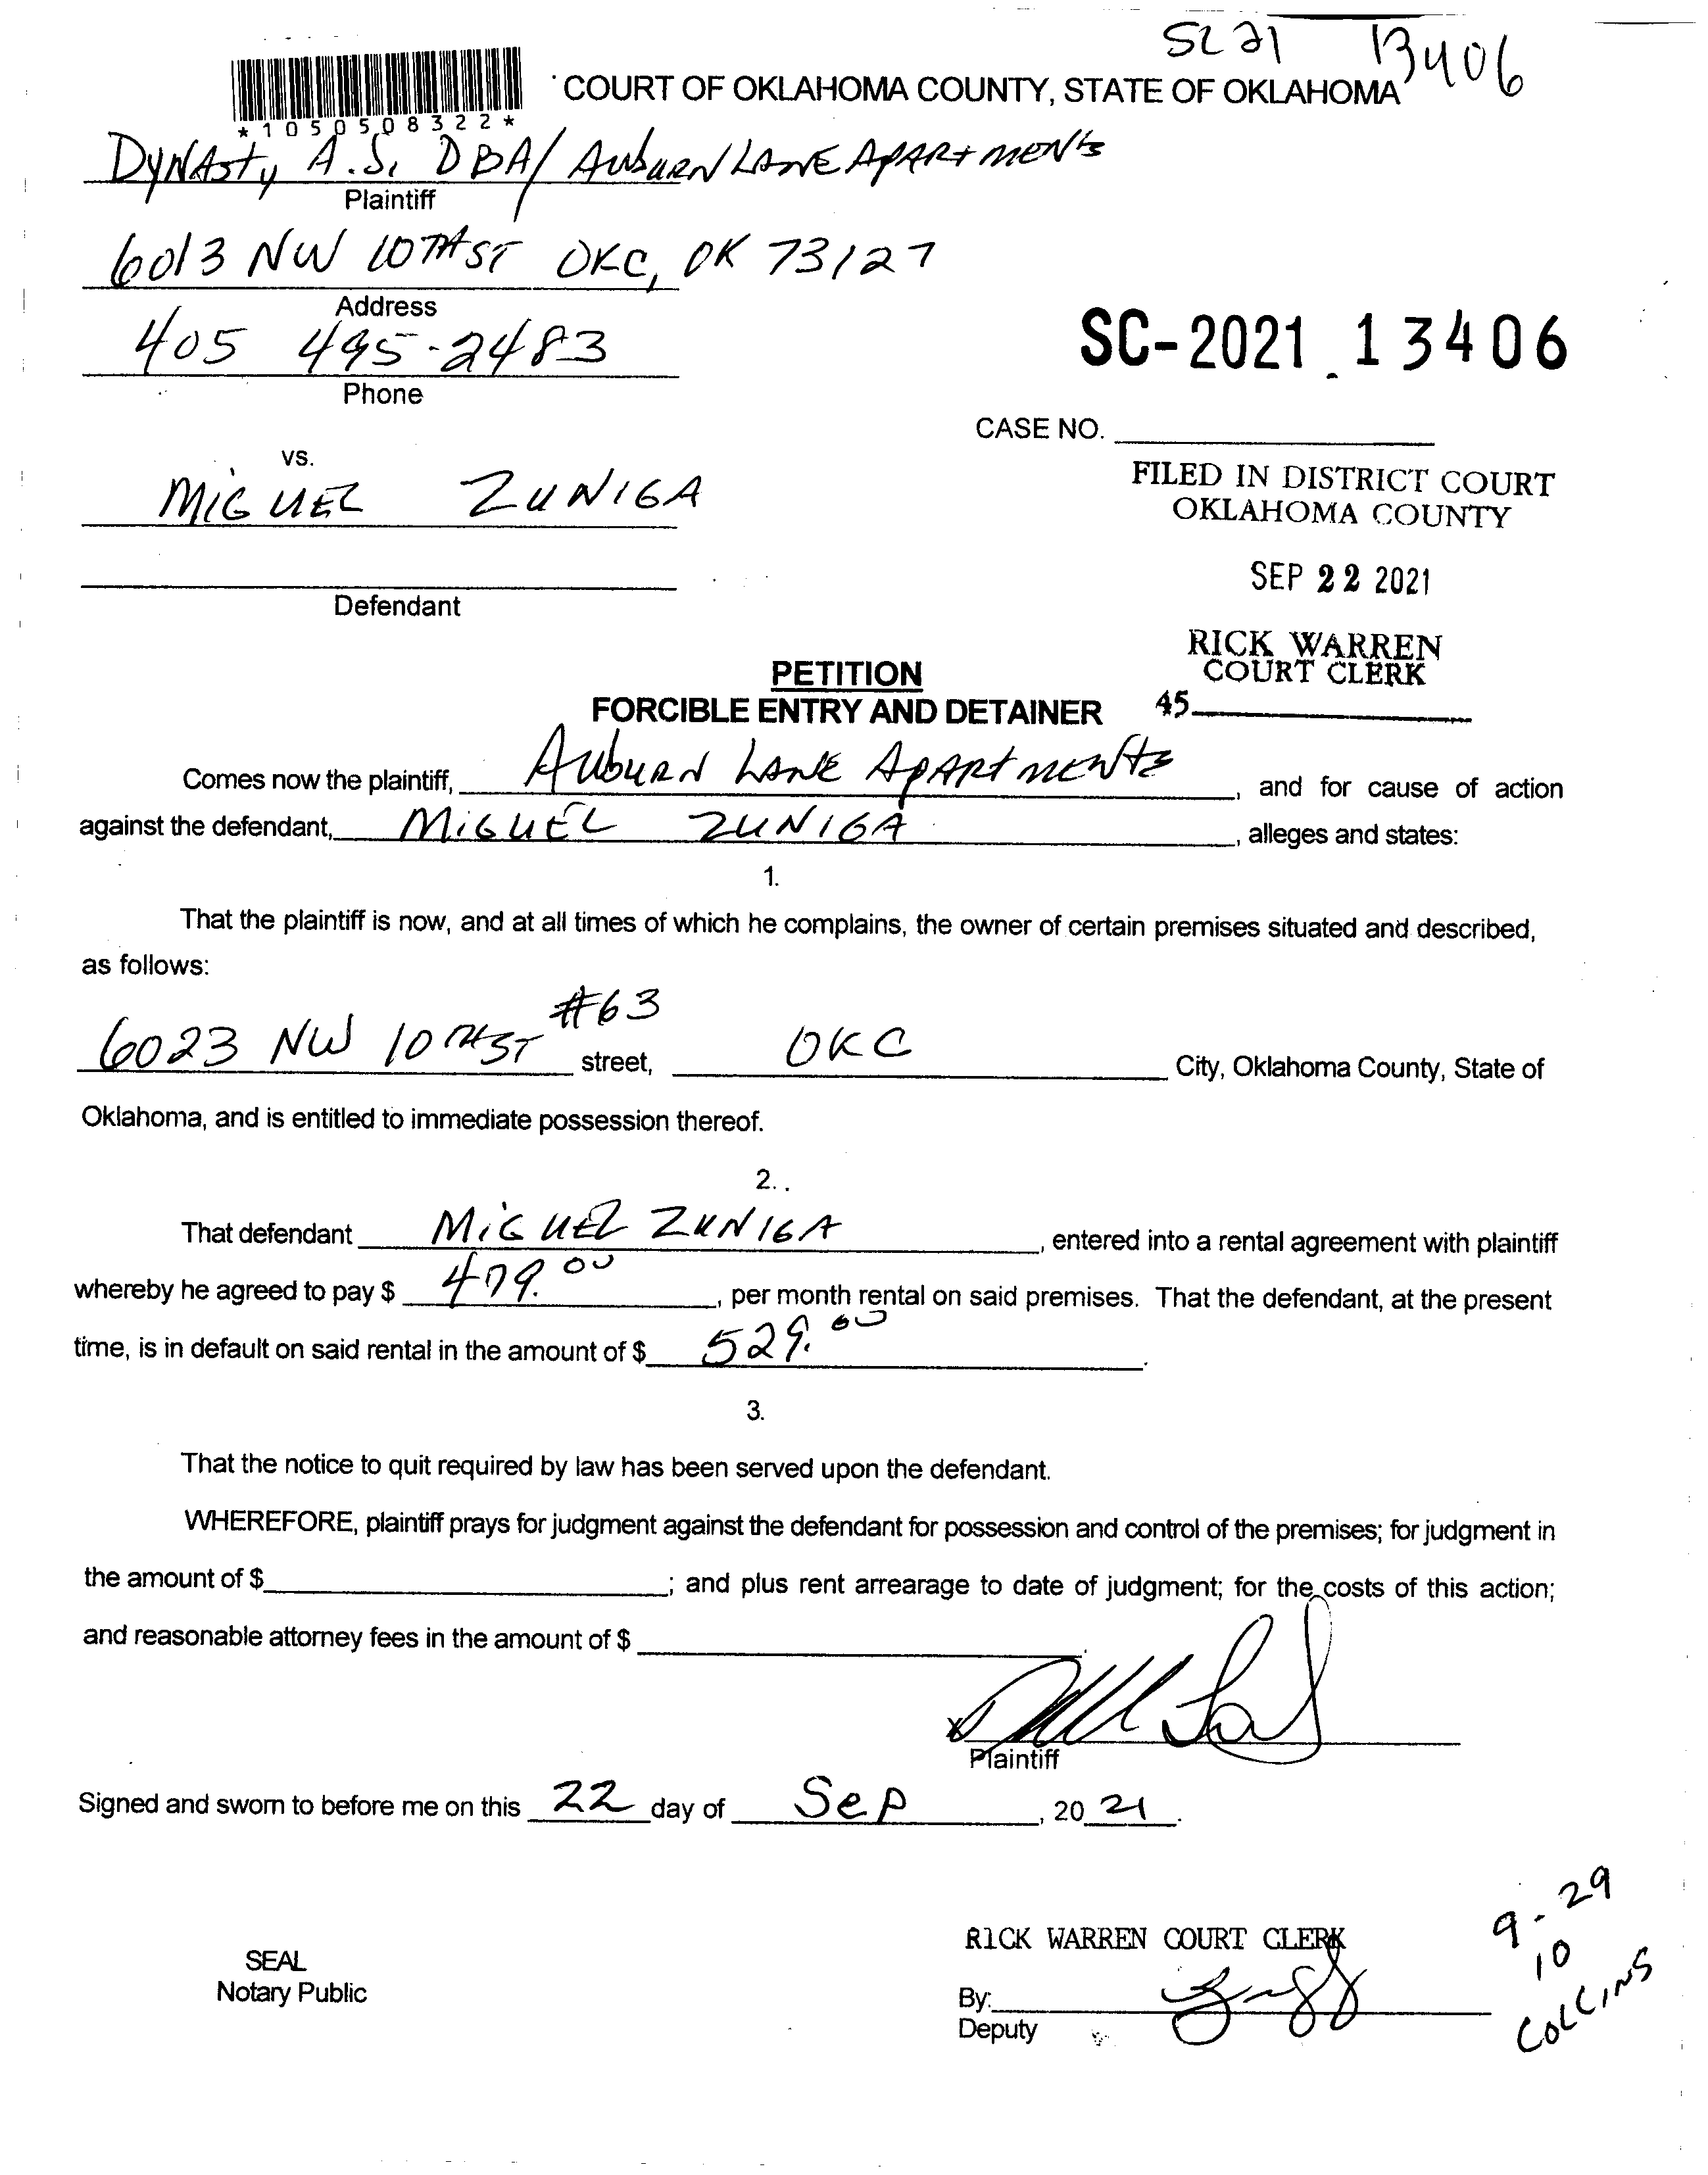 SC 21 13406
COURT OF OKLAHOMA COUNTY, STATE OF OKLAHOMA
*1050508322*
DYNASty A.S. DBA/ AUBURN LANE APARtMENts
Plaintiff
6013 NW 10TH ST OKC, OK 73127
Address
405 495-2483
Phone
SC-2021 13406
CASE NO.
vs.
MIGUEL ZUNIGA
FILED IN DISTRICT COURT
OKLAHOMA COUNTY
SEP 22 2021
Defendant
RICK WARREN
COURT CLERK
45
PETITION
FORCIBLE ENTRY AND DETAINER
Comes now the plaintiff, AUbURN LANE APARtMENts, and for cause of action
against the defendant, MIGUEL ZUNIGA, alleges and states:
1.
That the plaintiff is now, and at all times of which he complains, the owner of certain premises situated and described,
as follows:
6023 NW 10TH ST #63 street, OKC City, Oklahoma County, State of
Oklahoma, and is entitled to immediate possession thereof.
2.
That defendant MIGUEL ZUNIGA, entered into a rental agreement with plaintiff
whereby he agreed to pay $ 479.00, per month rental on said premises. That the defendant, at the present
time, is in default on said rental in the amount of $ 529.00.
3.
That the notice to quit required by law has been served upon the defendant.
WHEREFORE, plaintiff prays for judgment against the defendant for possession and control of the premises; for judgment in
the amount of $; and plus rent arrearage to date of judgment; for the costs of this action;
and reasonable attorney fees in the amount of $.
X
Plaintiff
Signed and sworn to before me on this 22 day of Sep, 20 21.
9-29
10
COLLINS
RICK WARREN COURT CLERK
SEAL
Notary Public
By:
Deputy